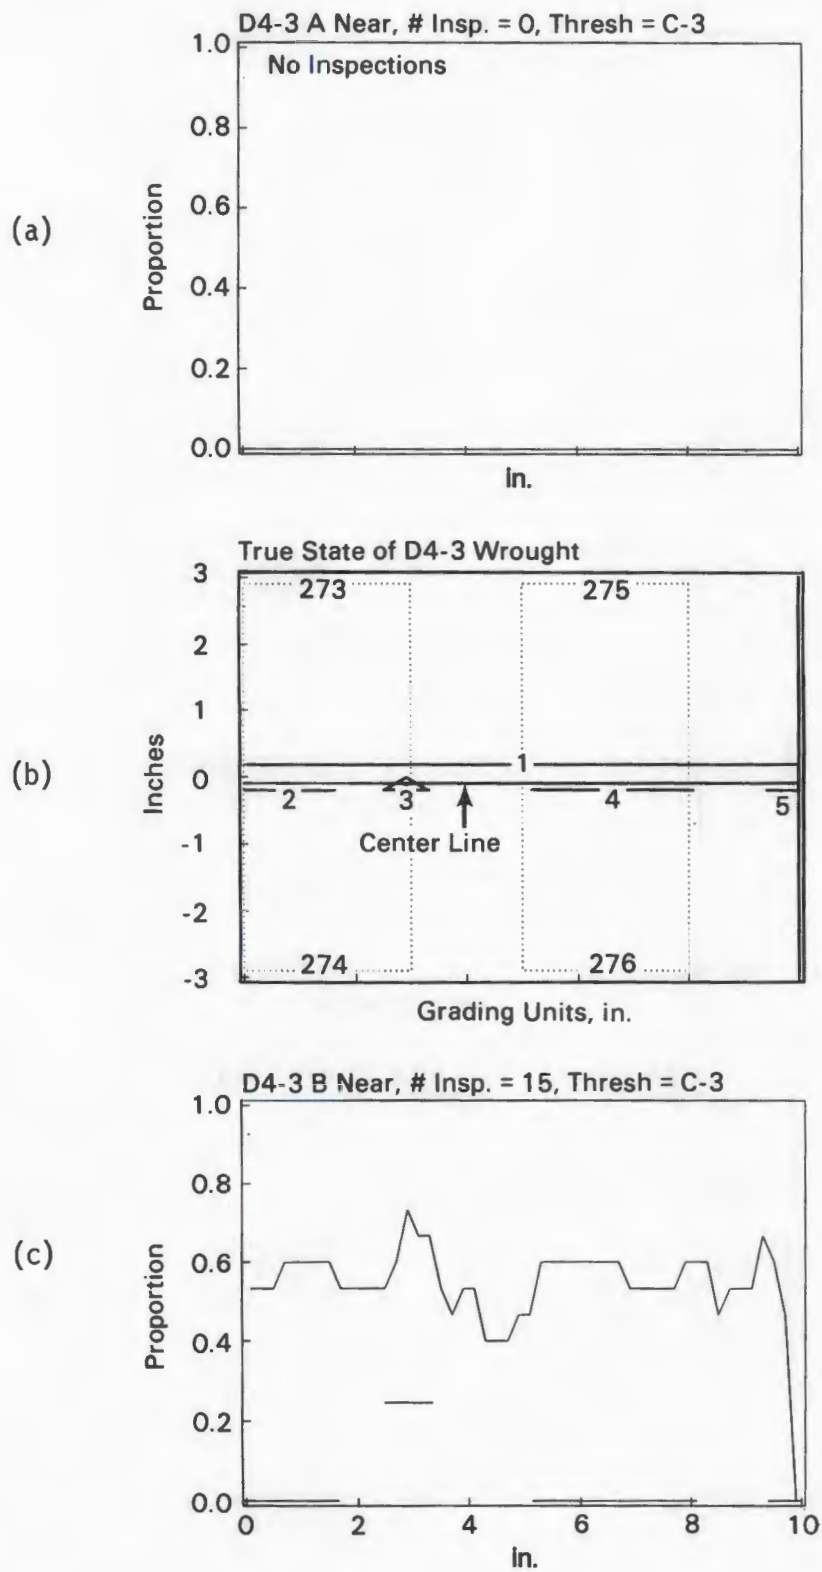 D4-3 A Near, # Insp. = 0, Thresh = C-3
1.0
No Inspections
0.8
0.6
(a)
Proportion
0.4
0.2
0.0
in.
True State of D4-3 Wrought
3
273
275
2
1
(b)
Inches
1
0
2
3
4
5
-1
Center Line
-2
274
276
-3
Grading Units, in.
D4-3 B Near, # Insp. = 15, Thresh = C-3
1.0
0.8
(c)
0.6
Proportion
0.4
0.2
0.0
0 2 4 6 8 10
in.